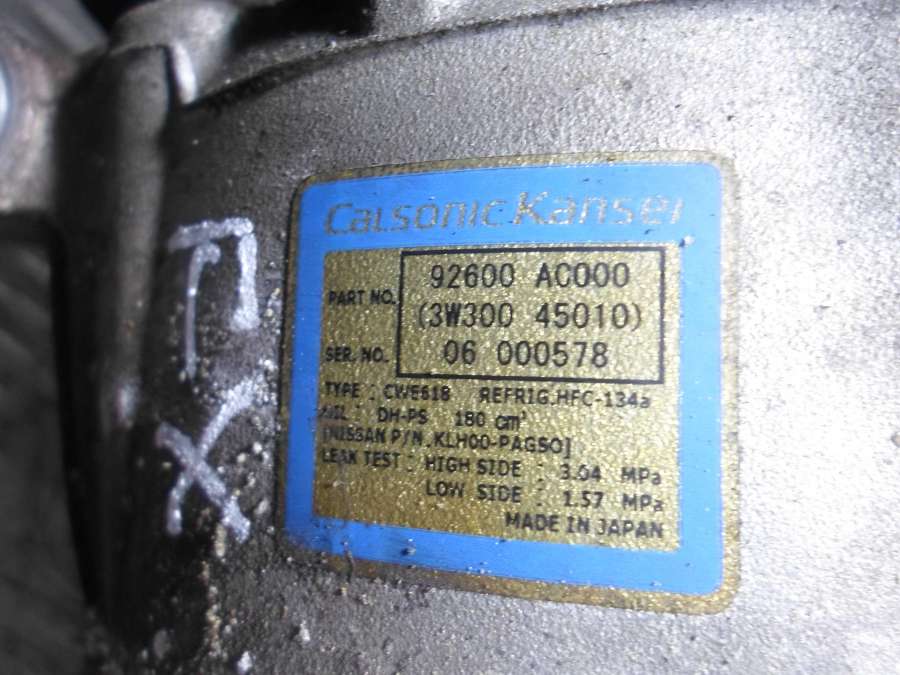 CalsonicKansei
PART NO. 92600 AC000
(3W300 45010)
SER. NO. 06 000578
TYPE : CWE618 REFRIG.HFC-134a
OIL : DH-PS 180 cm³
[NISSAN P/N.KLH00-PAGS0]
LEAK TEST : HIGH SIDE : 3.04 MPa
LOW SIDE : 1.57 MPa
MADE IN JAPAN